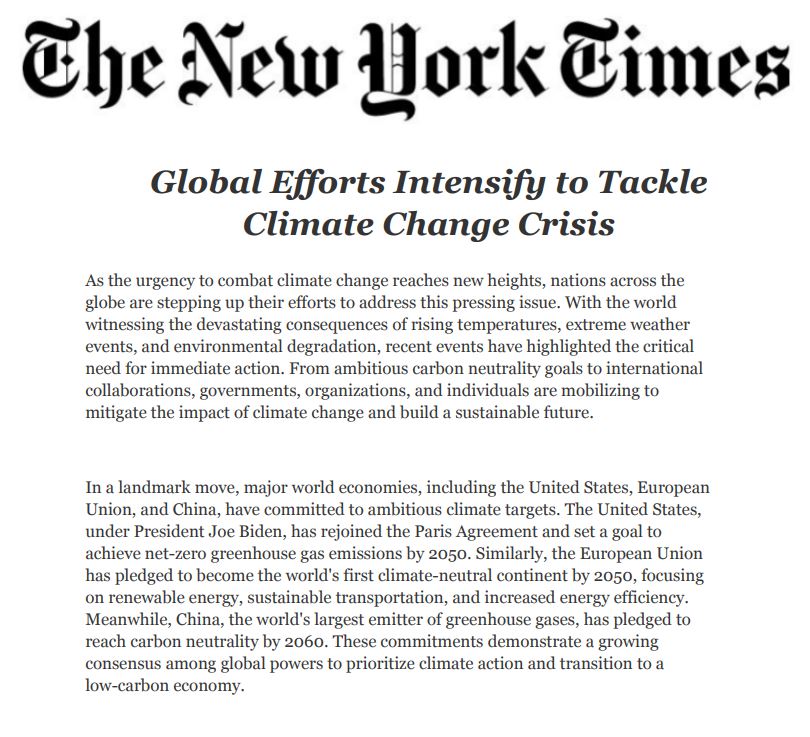 The New York Times
Global Efforts Intensify to Tackle
Climate Change Crisis
As the urgency to combat climate change reaches new heights, nations across the
globe are stepping up their efforts to address this pressing issue. With the world
witnessing the devastating consequences of rising temperatures, extreme weather
events, and environmental degradation, recent events have highlighted the critical
need for immediate action. From ambitious carbon neutrality goals to international
collaborations, governments, organizations, and individuals are mobilizing to
mitigate the impact of climate change and build a sustainable future.
In a landmark move, major world economies, including the United States, European
Union, and China, have committed to ambitious climate targets. The United States,
under President Joe Biden, has rejoined the Paris Agreement and set a goal to
achieve net-zero greenhouse gas emissions by 2050. Similarly, the European Union
has pledged to become the world's first climate-neutral continent by 2050, focusing
on renewable energy, sustainable transportation, and increased energy efficiency.
Meanwhile, China, the world's largest emitter of greenhouse gases, has pledged to
reach carbon neutrality by 2060. These commitments demonstrate a growing
consensus among global powers to prioritize climate action and transition to a
low-carbon economy.